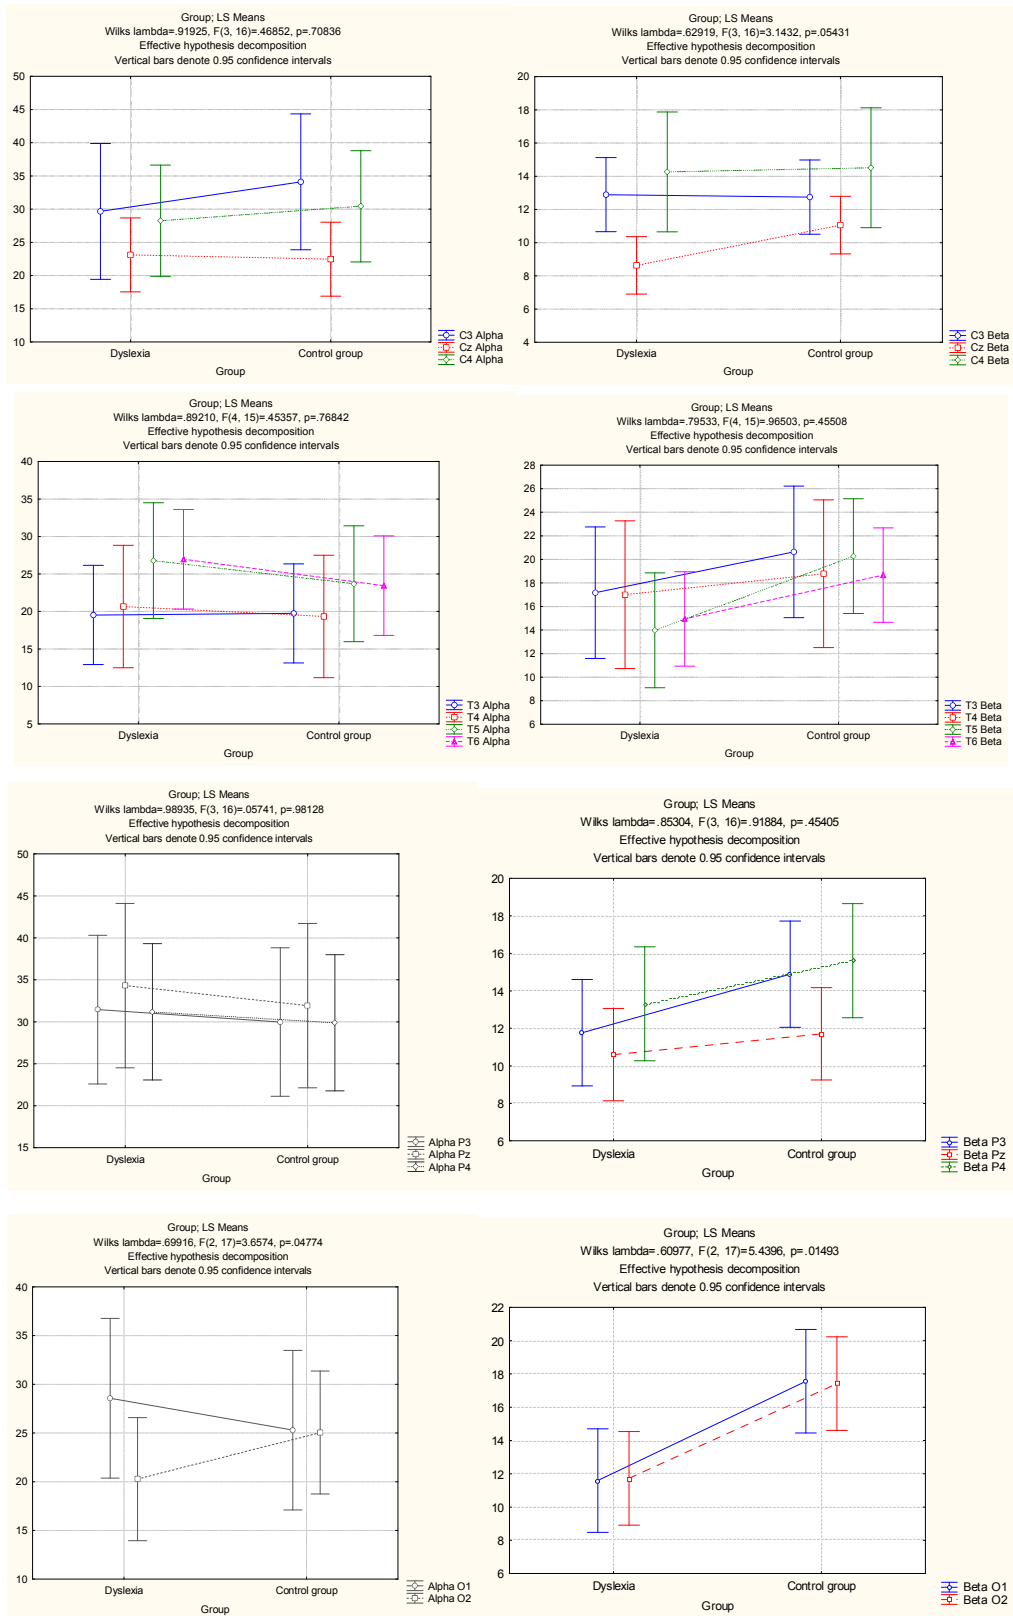 Group; LS Means
Wilks lambda=.91925, F(3, 16)=.46852, p=.70836
Effective hypothesis decomposition
Vertical bars denote 0.95 confidence intervals
50
45
40
35
30
25
20
15
10
Dyslexia Control group
Group
C3 Alpha
Cz Alpha
C4 Alpha
Group; LS Means
Wilks lambda=.62919, F(3, 16)=3.1432, p=.05431
Effective hypothesis decomposition
Vertical bars denote 0.95 confidence intervals
20
18
16
14
12
10
8
6
4
Dyslexia Control group
Group
C3 Beta
Cz Beta
C4 Beta
Group; LS Means
Wilks lambda=.89210, F(4, 15)=.45357, p=.76842
Effective hypothesis decomposition
Vertical bars denote 0.95 confidence intervals
40
35
30
25
20
15
10
5
Dyslexia Control group
Group
T3 Alpha
T4 Alpha
T5 Alpha
T6 Alpha
Group; LS Means
Wilks lambda=.79533, F(4, 15)=.96503, p=.45508
Effective hypothesis decomposition
Vertical bars denote 0.95 confidence intervals
28
26
24
22
20
18
16
14
12
10
8
6
Dyslexia Control group
Group
T3 Beta
T4 Beta
T5 Beta
T6 Beta
Group; LS Means
Wilks lambda=.98935, F(3, 16)=.05741, p=.98128
Effective hypothesis decomposition
Vertical bars denote 0.95 confidence intervals
50
45
40
35
30
25
20
15
Dyslexia Control group
Group
Alpha P3
Alpha Pz
Alpha P4
Group; LS Means
Wilks lambda=.85304, F(3, 16)=.91884, p=.45405
Effective hypothesis decomposition
Vertical bars denote 0.95 confidence intervals
20
18
16
14
12
10
8
6
Dyslexia Control group
Group
Beta P3
Beta Pz
Beta P4
Group; LS Means
Wilks lambda=.69916, F(2, 17)=3.6574, p=.04774
Effective hypothesis decomposition
Vertical bars denote 0.95 confidence intervals
40
35
30
25
20
15
10
Dyslexia Control group
Group
Alpha O1
Alpha O2
Group; LS Means
Wilks lambda=.60977, F(2, 17)=5.4396, p=.01493
Effective hypothesis decomposition
Vertical bars denote 0.95 confidence intervals
22
20
18
16
14
12
10
8
6
Dyslexia Control group
Group
Beta O1
Beta O2